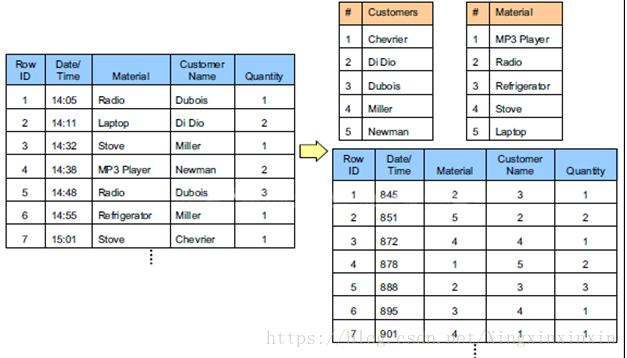 Row ID Date/Time Material Customer Name Quantity
1 14:05 Radio Dubois 1
2 14:11 Laptop Di Dio 2
3 14:32 Stove Miller 1
4 14:38 MP3 Player Newman 2
5 14:48 Radio Dubois 3
6 14:55 Refrigerator Miller 1
7 15:01 Stove Chevrier 1
# Customers
1 Chevrier
2 Di Dio
3 Dubois
4 Miller
5 Newman
# Material
1 MP3 Player
2 Radio
3 Refrigerator
4 Stove
5 Laptop
Row ID Date/Time Material Customer Name Quantity
1 845 2 3 1
2 851 5 2 2
3 872 4 4 1
4 878 1 5 2
5 888 2 3 3
6 895 3 4 1
7 901 4 1 1
https://blog.csdn.net/Xingxinxinxin